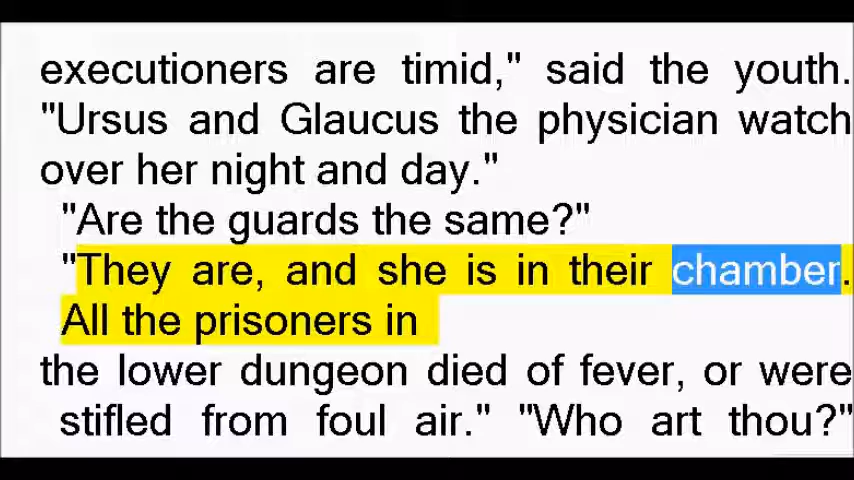 executioners are timid," said the youth.
"Ursus and Glaucus the physician watch
over her night and day."
"Are the guards the same?"
"They are, and she is in their chamber.
All the prisoners in
the lower dungeon died of fever, or were
stifled from foul air." "Who art thou?"